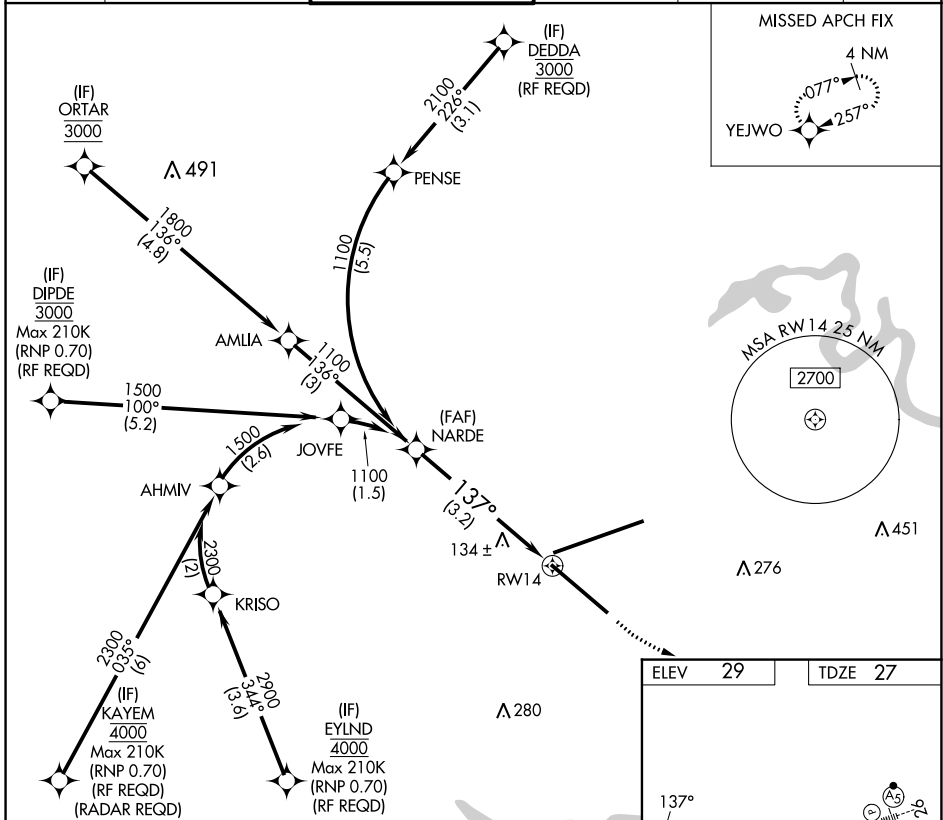 MISSED APCH FIX
4 NM
077°
257°
YEJWO
(IF)
DEDDA
3000
(RF REQD)
2100
226°
(3.1)
PENSE
1100
(5.5)
(IF)
ORTAR
3000
491
1800
136°
(4.8)
AMLIA
1100
136°
(3)
(IF)
DIPDE
3000
Max 210K
(RNP 0.70)
(RF REQD)
1500
100°
(5.2)
JOVFE
1100
(1.5)
(FAF)
NARDE
MSA RW14 25 NM
2700
1500
(2.6)
AHMIV
137°
(3.2)
134 ±
RW14
451
276
2300
(2)
KRISO
2300
035°
(6)
(IF)
KAYEM
4000
Max 210K
(RNP 0.70)
(RF REQD)
(RADAR REQD)
2900
344°
(3.6)
(IF)
EYLND
4000
Max 210K
(RNP 0.70)
(RF REQD)
280
ELEV 29
TDZE 27
137°
A5
P
26